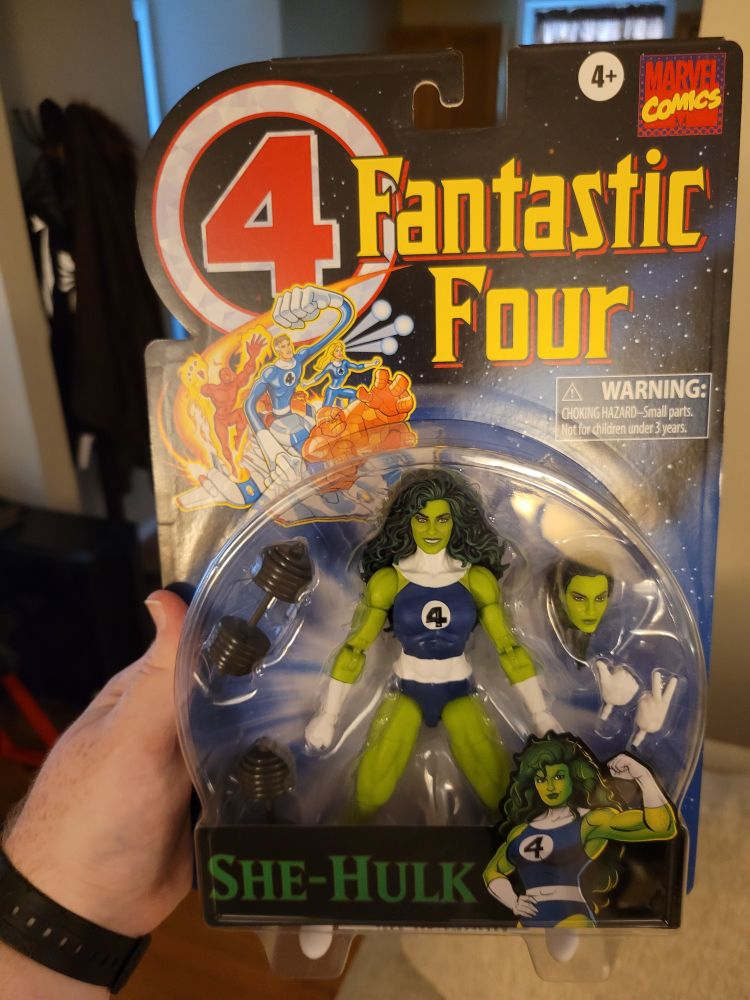 4+
MARVEL
COMICS
4
Fantastic
Four
4
WARNING:
CHOKING HAZARD–Small parts.
Not for children under 3 years.
4
4
SHE-HULK